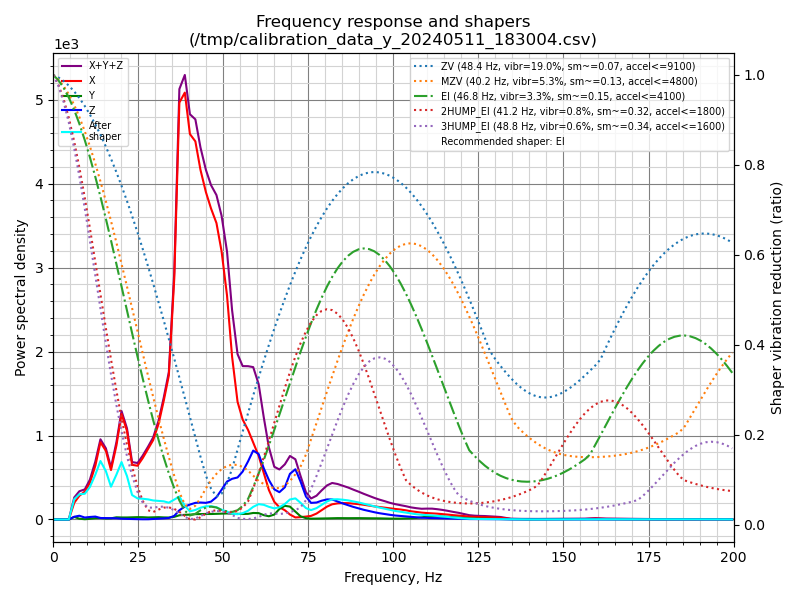 Frequency response and shapers
(/tmp/calibration_data_y_20240511_183004.csv)
1e3
X+Y+Z
X
Y
Z
After
shaper
ZV (48.4 Hz, vibr=19.0%, sm~=0.07, accel<=9100)
MZV (40.2 Hz, vibr=5.3%, sm~=0.13, accel<=4800)
EI (46.8 Hz, vibr=3.3%, sm~=0.15, accel<=4100)
2HUMP_EI (41.2 Hz, vibr=0.8%, sm~=0.32, accel<=1800)
3HUMP_EI (48.8 Hz, vibr=0.6%, sm~=0.34, accel<=1600)
Recommended shaper: EI
Power spectral density
5
4
3
2
1
0
1.0
0.8
0.6
0.4
0.2
0.0
Shaper vibration reduction (ratio)
0 25 50 75 100 125 150 175 200
Frequency, Hz